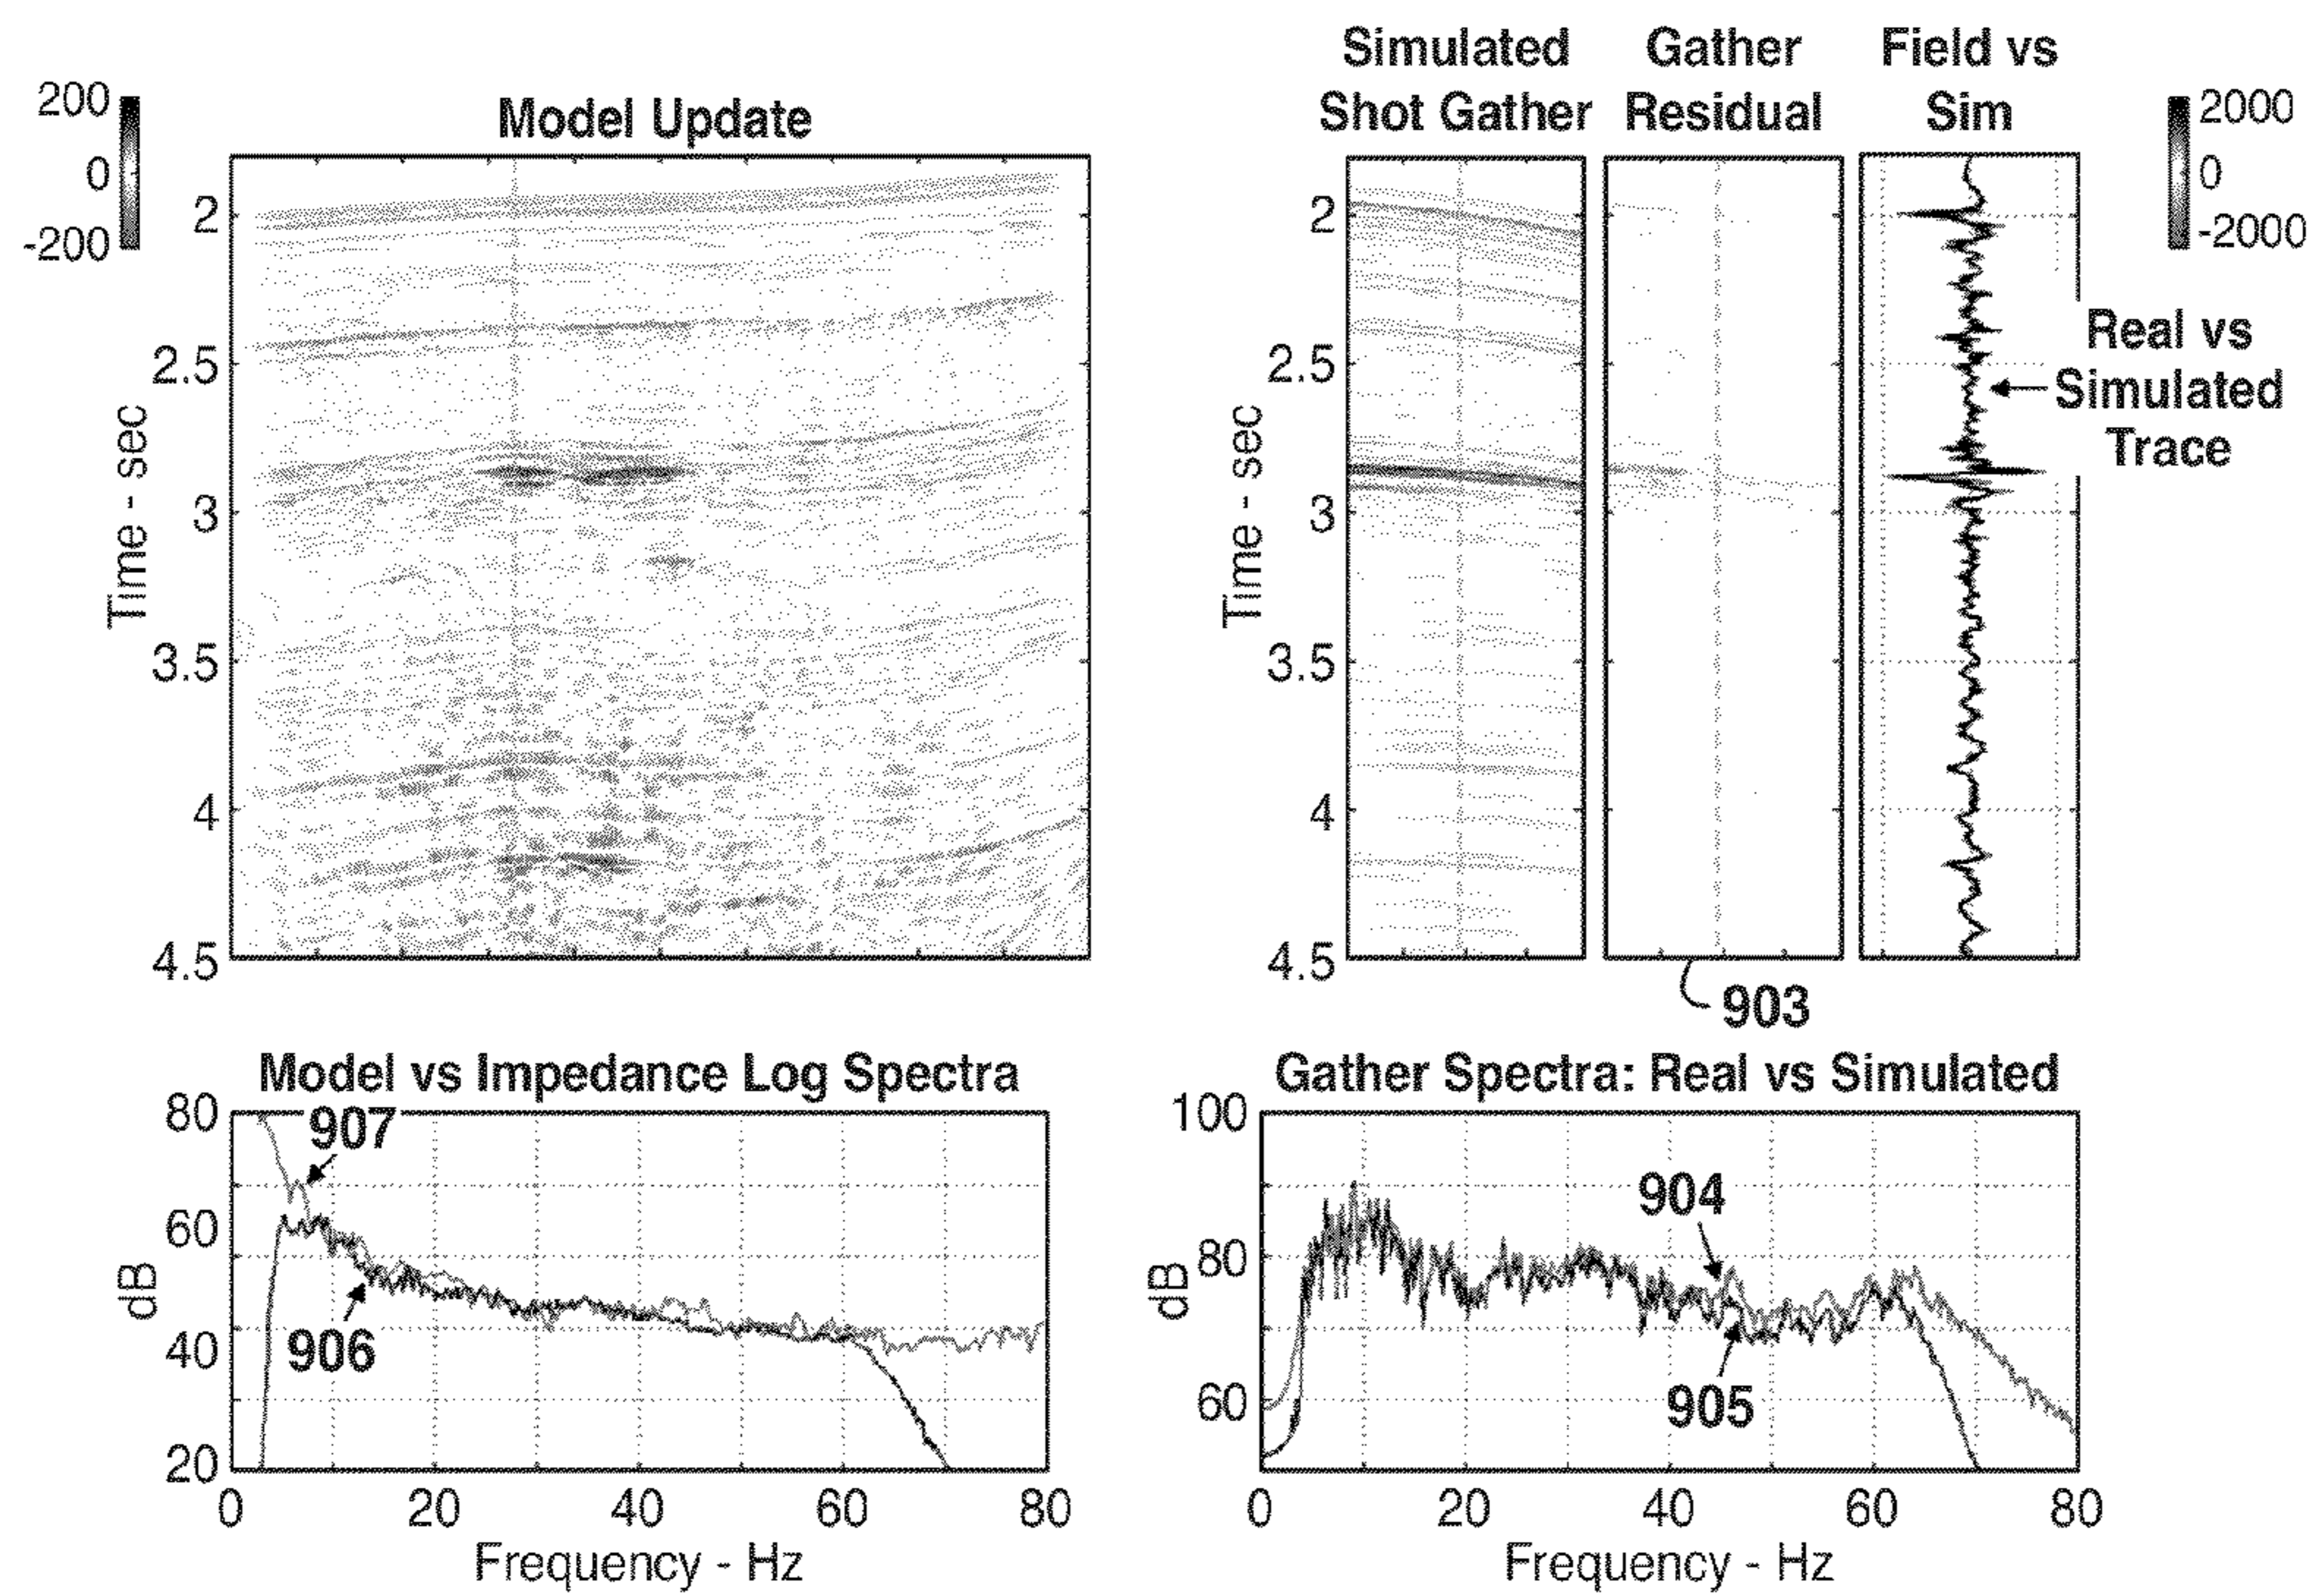 Model Update
200
0
-200
2
2.5
3
3.5
4
4.5
Time - sec
Simulated
Shot Gather
Gather
Residual
Field vs
Sim
2000
0
-2000
2
2.5
3
3.5
4
4.5
Time - sec
Real vs
Simulated
Trace
903
Model vs Impedance Log Spectra
80
60
40
20
dB
907
906
0 20 40 60 80
Frequency - Hz
Gather Spectra: Real vs Simulated
100
80
60
dB
904
905
0 20 40 60 80
Frequency - Hz